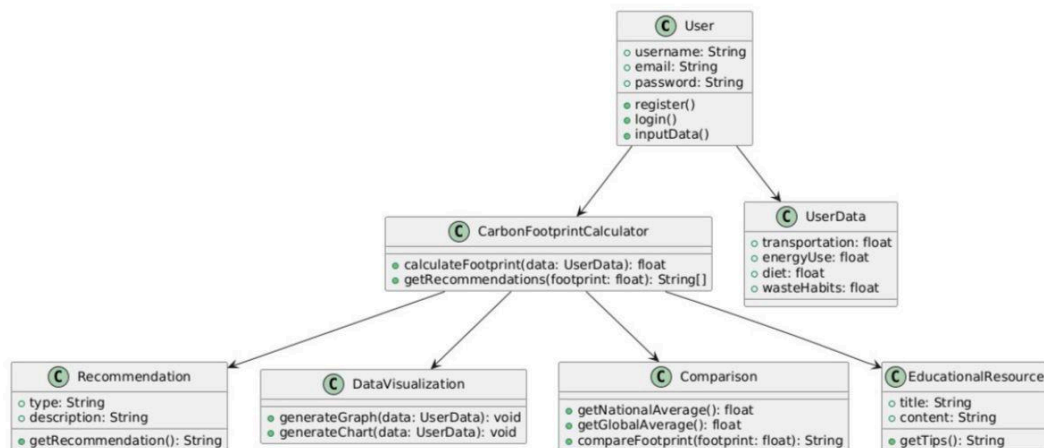 C User
username: String
email: String
password: String
register()
login()
inputData()
C CarbonFootprintCalculator
calculateFootprint(data: UserData): float
getRecommendations(footprint: float): String[]
C UserData
transportation: float
energyUse: float
diet: float
wasteHabits: float
C Recommendation
type: String
description: String
getRecommendation(): String
C DataVisualization
generateGraph(data: UserData): void
generateChart(data: UserData): void
C Comparison
getNationalAverage(): float
getGlobalAverage(): float
compareFootprint(footprint: float): String
C EducationalResource
title: String
content: String
getTips(): String